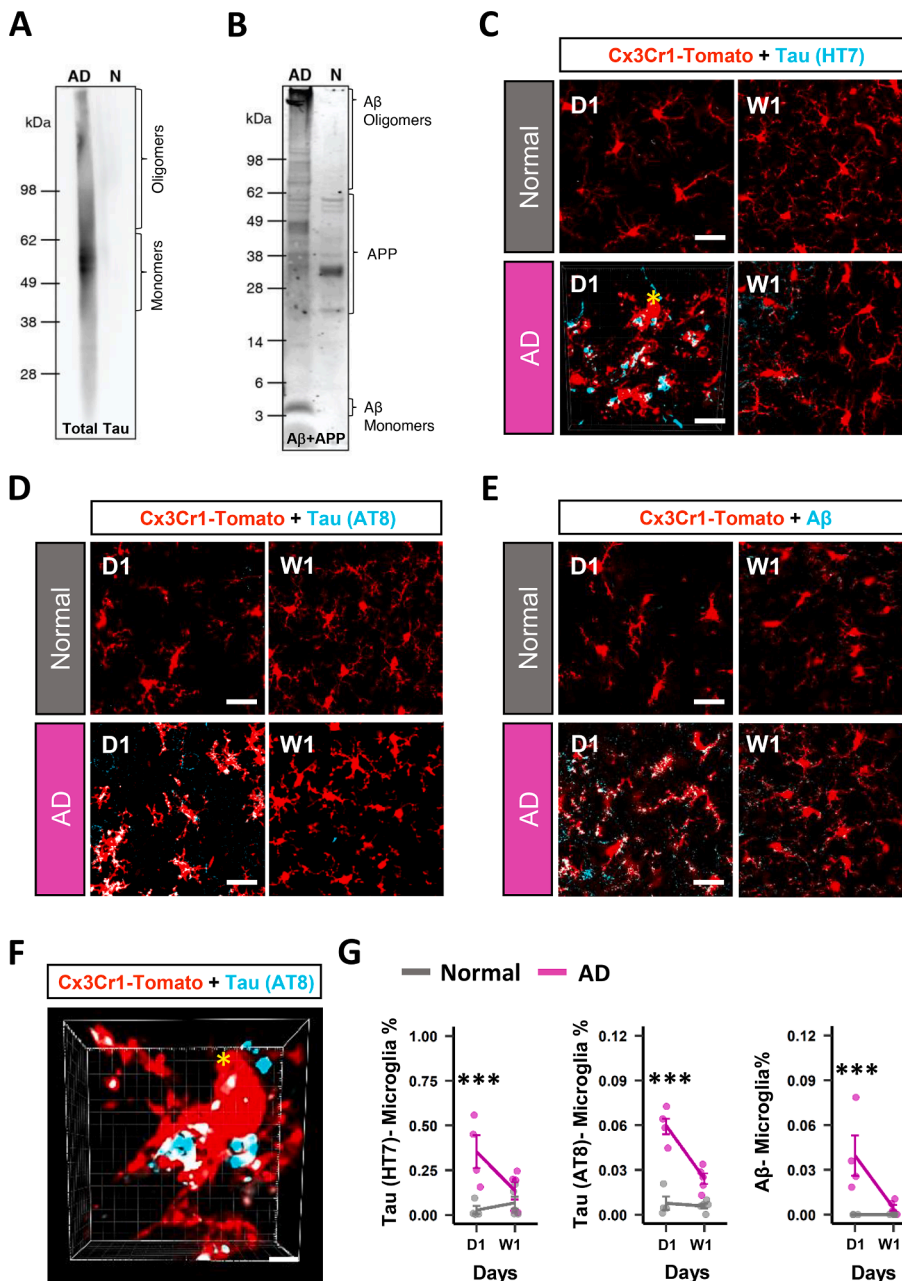 A
AD N
kDa
98
62
49
38
28
Oligomers
Monomers
Total Tau
B
AD N
kDa
98
62
49
38
28
14
6
3
Aβ
Oligomers
APP
Aβ
Monomers
Aβ+APP
C
Cx3Cr1-Tomato + Tau (HT7)
Normal
D1
W1
AD
D1
*
W1
D
Cx3Cr1-Tomato + Tau (AT8)
Normal
D1
W1
AD
D1
W1
E
Cx3Cr1-Tomato + Aβ
Normal
D1
W1
AD
D1
W1
F
Cx3Cr1-Tomato + Tau (AT8)
*
G
Normal AD
Tau (HT7)- Microglia %
1.00
0.75
0.50
0.25
0.00
***
D1 W1
Days
Tau (AT8)- Microglia %
0.12
0.09
0.06
0.03
0.00
***
D1 W1
Days
Aβ- Microglia%
0.12
0.09
0.06
0.03
0.00
***
D1 W1
Days